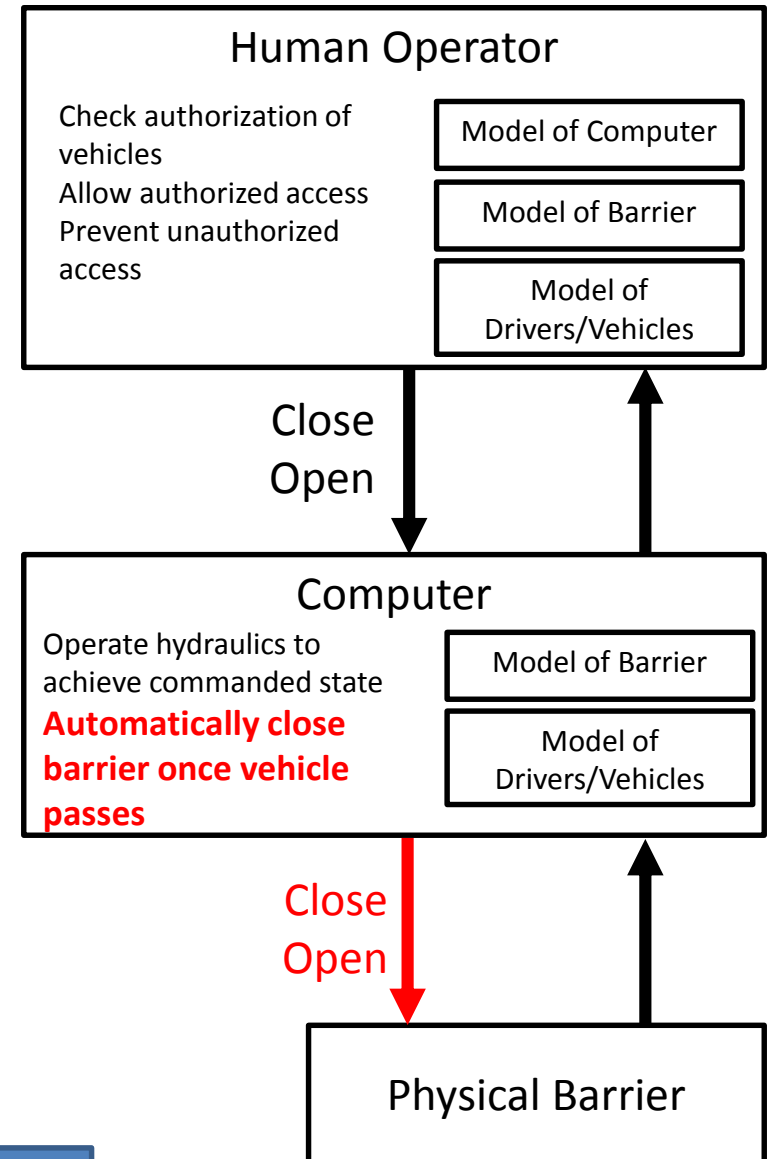 Human Operator
Check authorization of
vehicles
Allow authorized access
Prevent unauthorized
access
Model of Computer
Model of Barrier
Model of
Drivers/Vehicles
Close
Open
Computer
Operate hydraulics to
achieve commanded state
Automatically close
barrier once vehicle
passes
Model of Barrier
Model of
Drivers/Vehicles
Close
Open
Physical Barrier